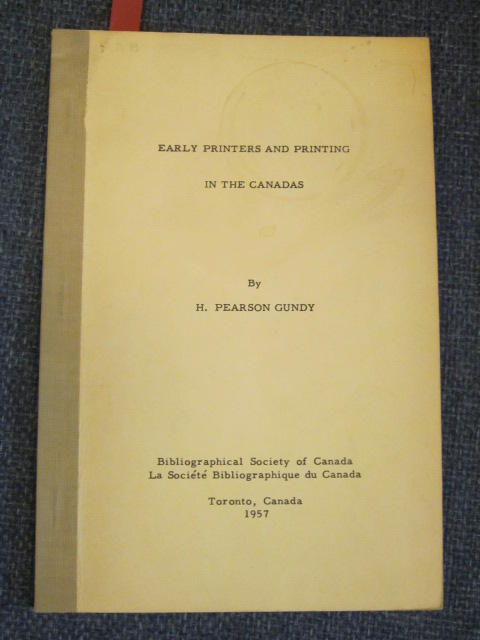 EARLY PRINTERS AND PRINTING
IN THE CANADAS
By
H. PEARSON GUNDY
Bibliographical Society of Canada
La Société Bibliographique du Canada
Toronto, Canada
1957